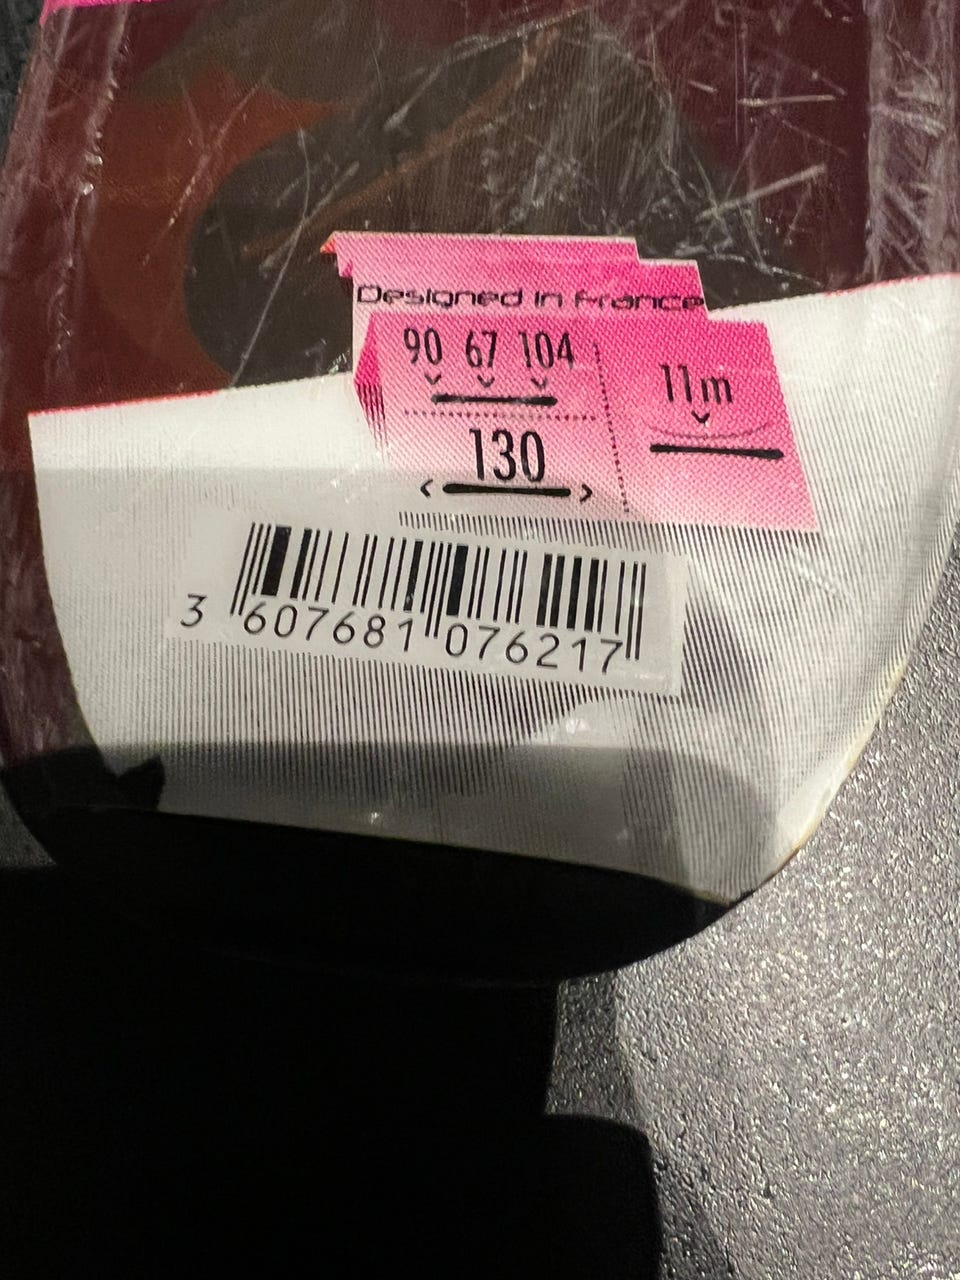 Designed in France
90 67 104
11m
130
3 607681 076217